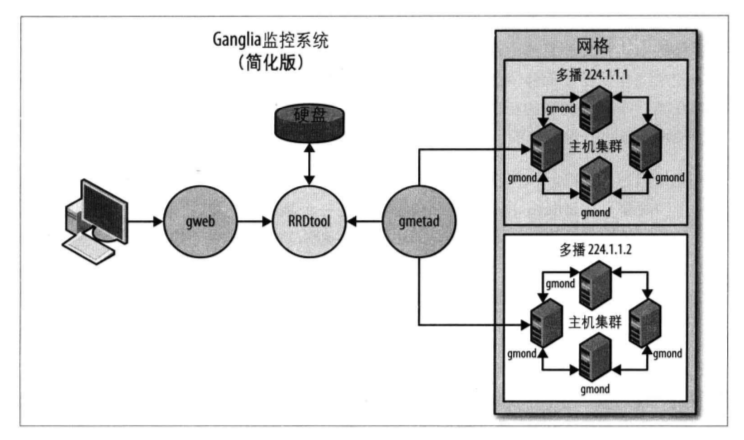 Ganglia监控系统
（简化版）
硬盘
gweb
RRDtool
gmetad
网格
多播 224.1.1.1
gmond
主机集群
gmond
gmond
gmond
多播 224.1.1.2
gmond
主机集群
gmond
gmond
gmond